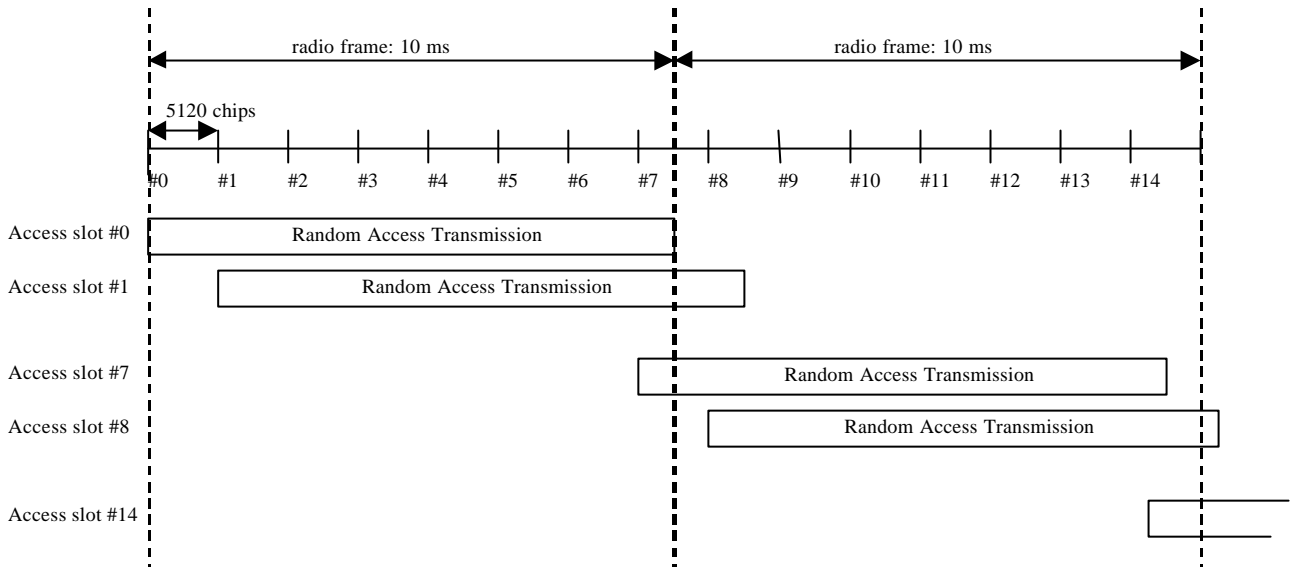 radio frame: 10 ms radio frame: 10 ms
5120 chips
#0 #1 #2 #3 #4 #5 #6 #7 #8 #9 #10 #11 #12 #13 #14
Access slot #0 Random Access Transmission
Access slot #1 Random Access Transmission
Access slot #7 Random Access Transmission
Access slot #8 Random Access Transmission
Access slot #14